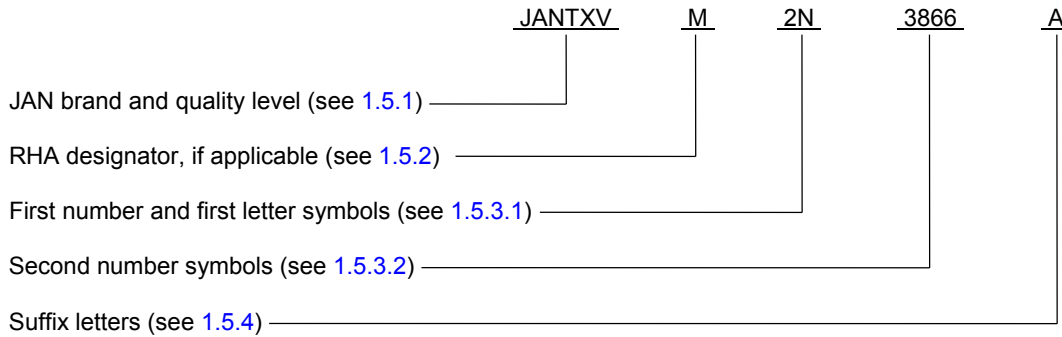 JANTXV M 2N 3866 A
JAN brand and quality level (see 1.5.1)
RHA designator, if applicable (see 1.5.2)
First number and first letter symbols (see 1.5.3.1)
Second number symbols (see 1.5.3.2)
Suffix letters (see 1.5.4)